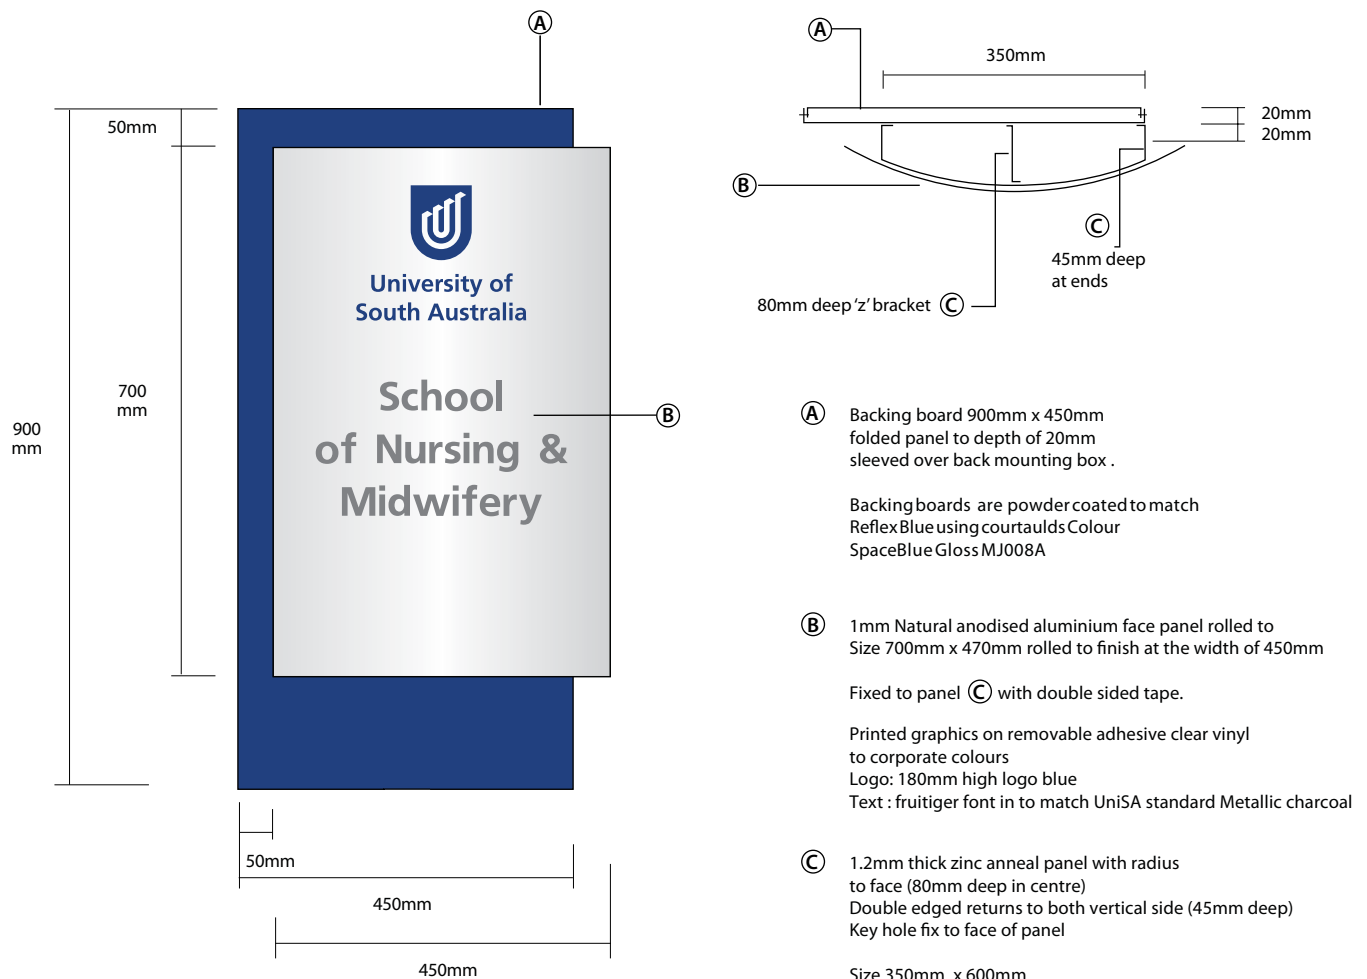 A
50mm
700
mm
900
mm
University of
South Australia
School
of Nursing &
Midwifery
B
50mm
450mm
450mm
A
350mm
20mm
20mm
B
C
45mm deep
at ends
80mm deep 'z' bracket C
A Backing board 900mm x 450mm
folded panel to depth of 20mm
sleeved over back mounting box .
Backing boards are powder coated to match
Reflex Blue using courtaulds Colour
Space Blue Gloss MJ008A
B 1mm Natural anodised aluminium face panel rolled to
Size 700mm x 470mm rolled to finish at the width of 450mm
Fixed to panel C with double sided tape.
Printed graphics on removable adhesive clear vinyl
to corporate colours
Logo: 180mm high logo blue
Text : fruitiger font in to match UniSA standard Metallic charcoal
C 1.2mm thick zinc anneal panel with radius
to face (80mm deep in centre)
Double edged returns to both vertical side (45mm deep)
Key hole fix to face of panel
Size 350mm x 600mm